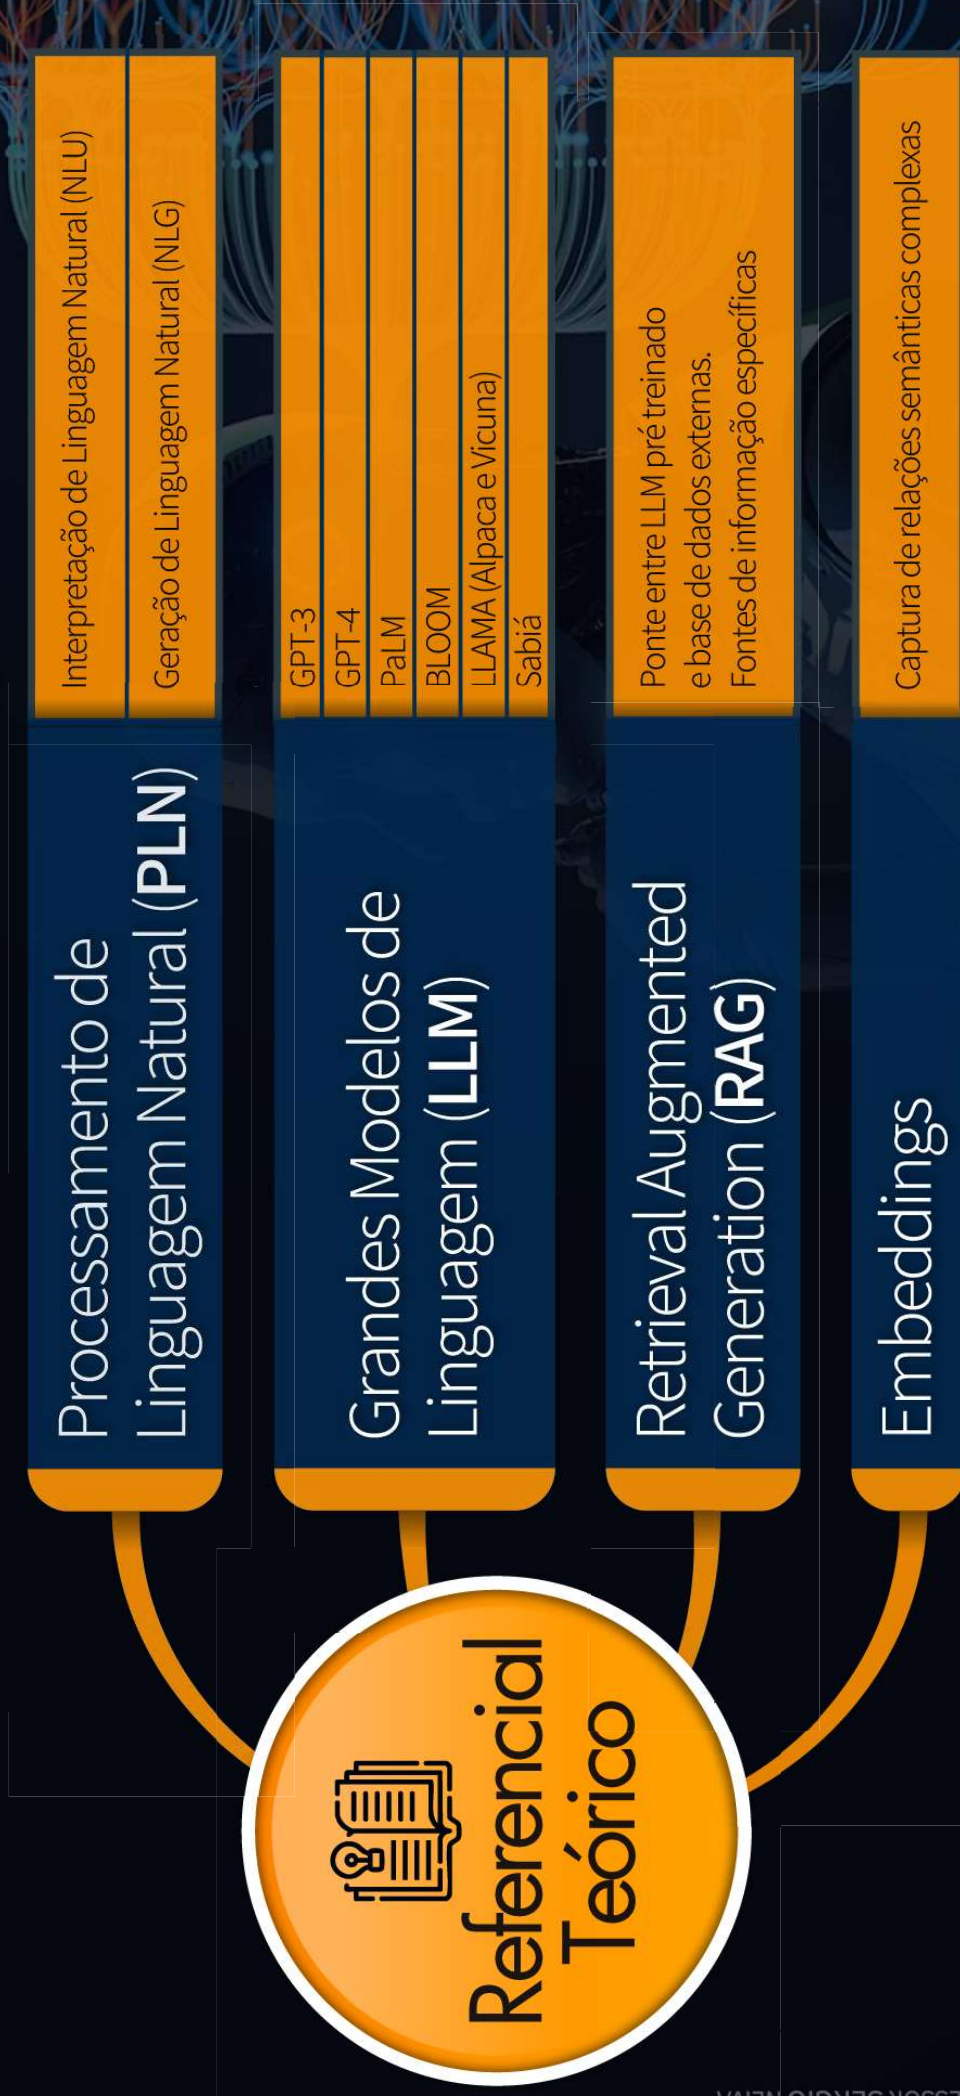 Referencial
Teórico
Processamento de
Linguagem Natural (PLN)
Interpretação de Linguagem Natural (NLU)
Geração de Linguagem Natural (NLG)
Grandes Modelos de
Linguagem (LLM)
GPT-3
GPT-4
PaLM
BLOOM
LLAMA (Alpaca e Vicuna)
Sabiá
Retrieval Augmented
Generation (RAG)
Ponte entre LLM pré treinado
e base de dados externas.
Fontes de informação específicas
Embeddings
Captura de relações semânticas complexas